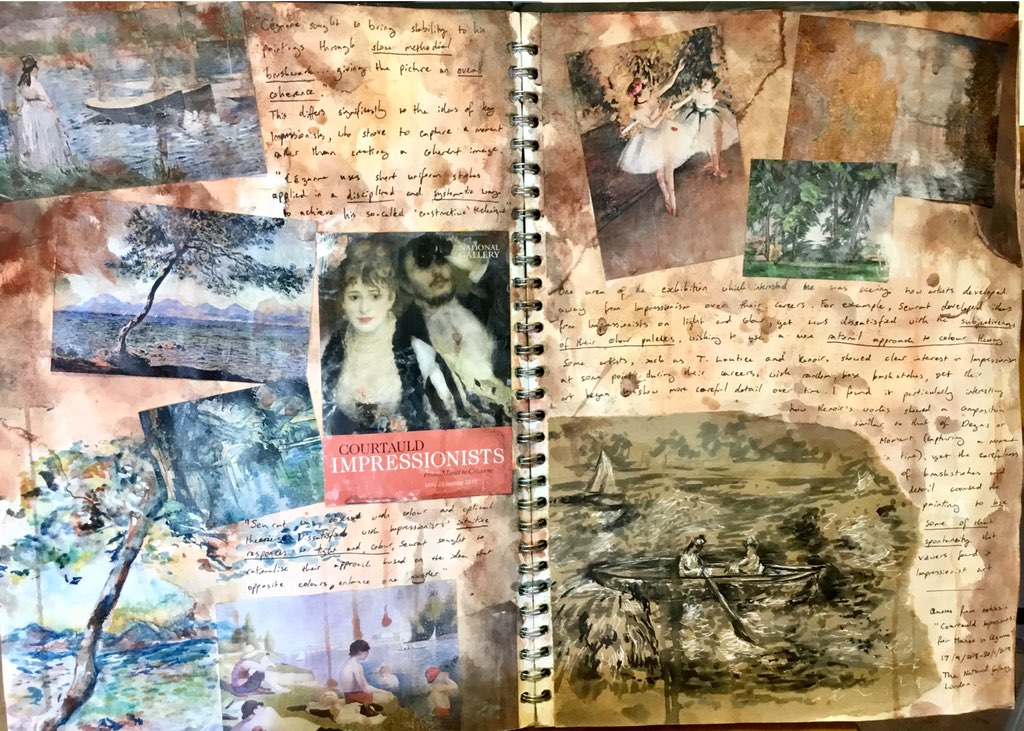 "Cézanne sought to bring stability to his
paintings through slow methodical
brushwork ... giving the picture an overall
coherence."
This differs significantly to the ideas of key
Impressionists, who strove to capture a moment
rather than creating a coherent image.
"Cézanne uses short uniform strokes
applied in a disciplined and systematic way
to achieve his so-called 'constructive' technique"
THE
NATIONAL
GALLERY
COURTAULD
IMPRESSIONISTS
From Manet to Cézanne
Until 20 January 2019
"Seurat was obsessed with colour and optical
theories. Dissatisfied with Impressionists' intuitive
responses to light and colour Seurat sought to
rationalise their approach based on the idea that
opposite colours enhance one another"
One area of the exhibition which interested me was seeing how artists developed
away from Impressionism over their careers. For example, Seurat developed ideas
from Impressionists on light and colour, yet was dissatisfied with the subjectiveness
of their colour palettes, wishing to use a more rational approach to colour theory
Some artists, such as T. Lautrec and Renoir, showed clear interest in Impressionism
at some point during their careers, with random loose brushstrokes, yet their
art began to show more careful detail over time. I found it particularly interesting
how Renoir's works showed a composition
similar to that of Degas or
Monet (capturing a moment
in time), yet the carefulness
of brushstrokes and
detail caused the
painting to lose
some of that
spontaneity that
viewers found in
Impressionist art
from exhibition
"Courtauld Impressionists
from Manet to Cézanne"
17/9/2018-20/1/2019
The National Gallery
London.